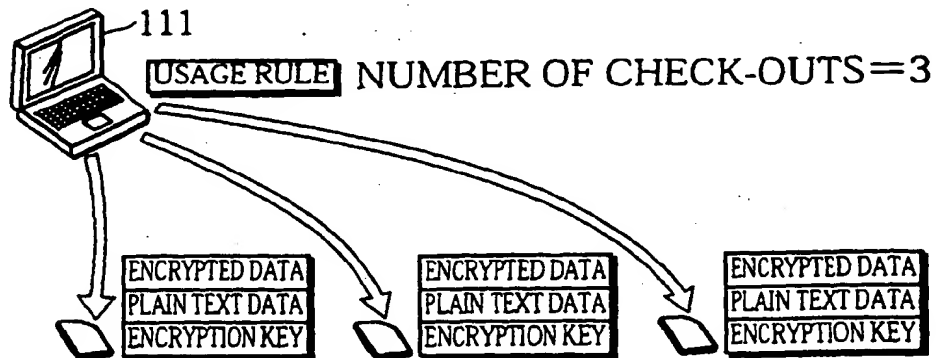 111
USAGE RULE NUMBER OF CHECK-OUTS=3
ENCRYPTED DATA
PLAIN TEXT DATA
ENCRYPTION KEY
ENCRYPTED DATA
PLAIN TEXT DATA
ENCRYPTION KEY
ENCRYPTED DATA
PLAIN TEXT DATA
ENCRYPTION KEY